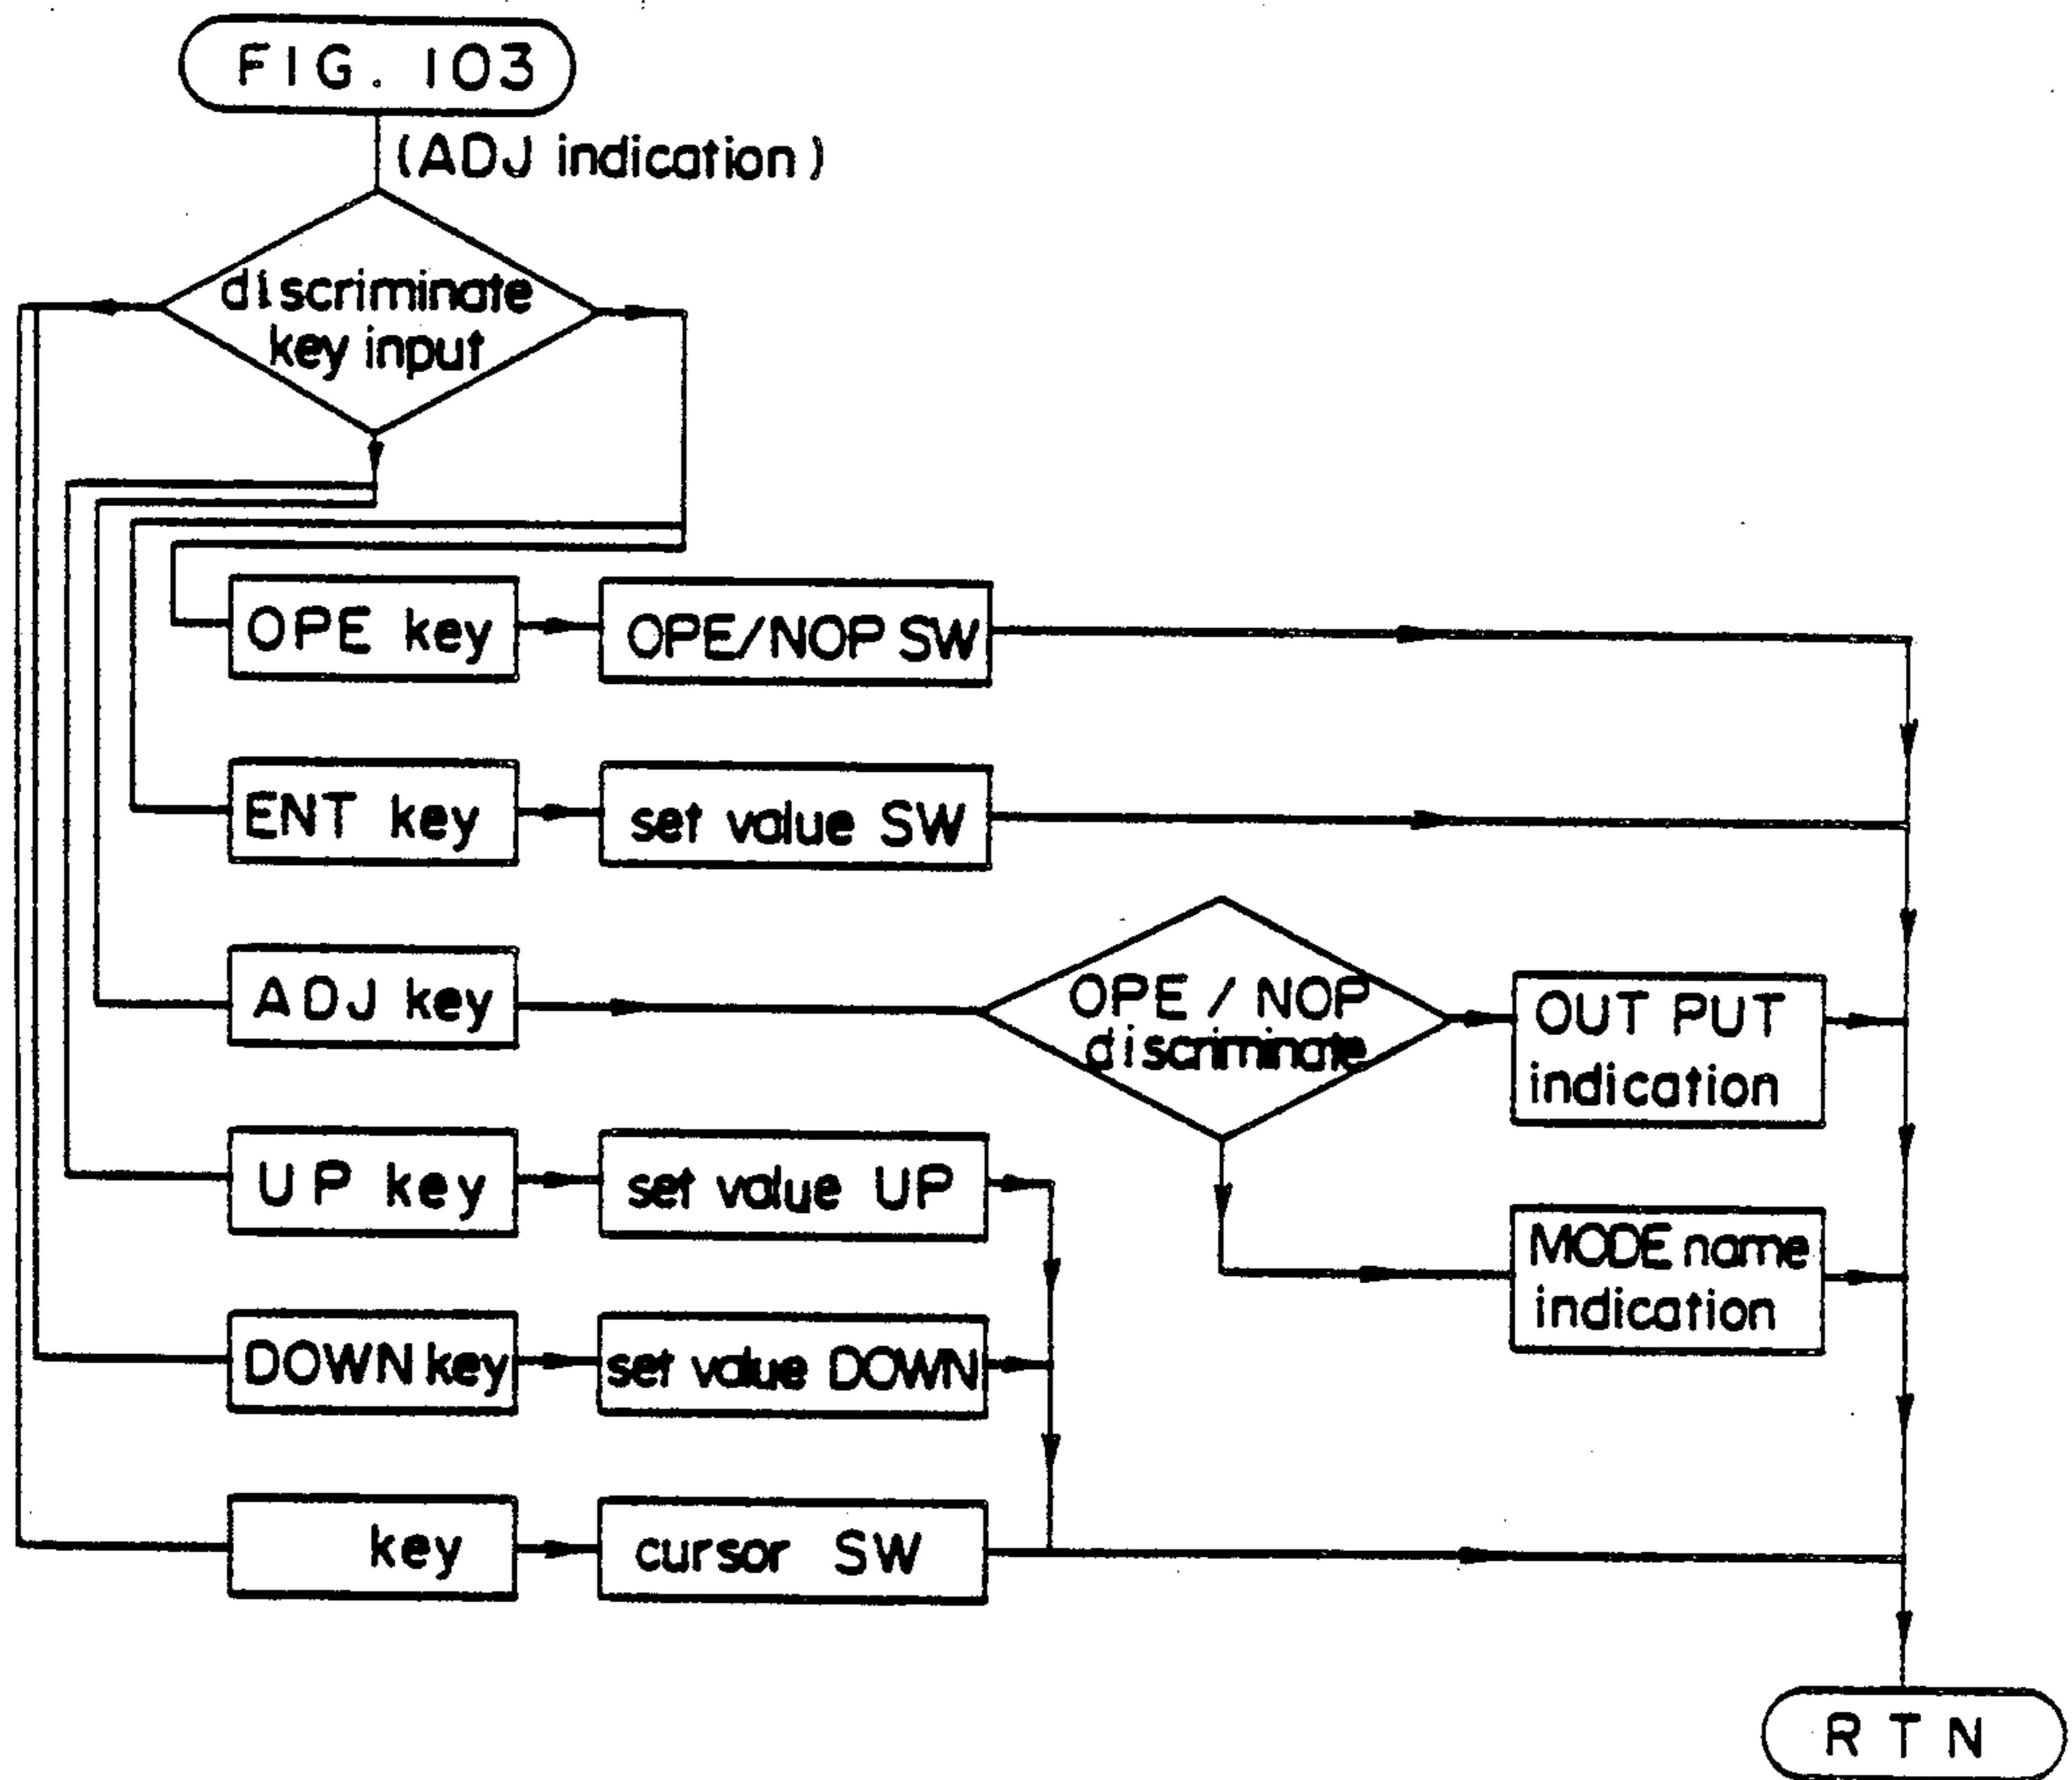 FIG. 103
(ADJ indication)
discriminate
key input
OPE key
OPE/NOP SW
ENT key
set value SW
ADJ key
OPE / NOP
discriminate
OUT PUT
indication
UP key
set value UP
MODE name
indication
DOWN key
set value DOWN
key
cursor SW
RTN